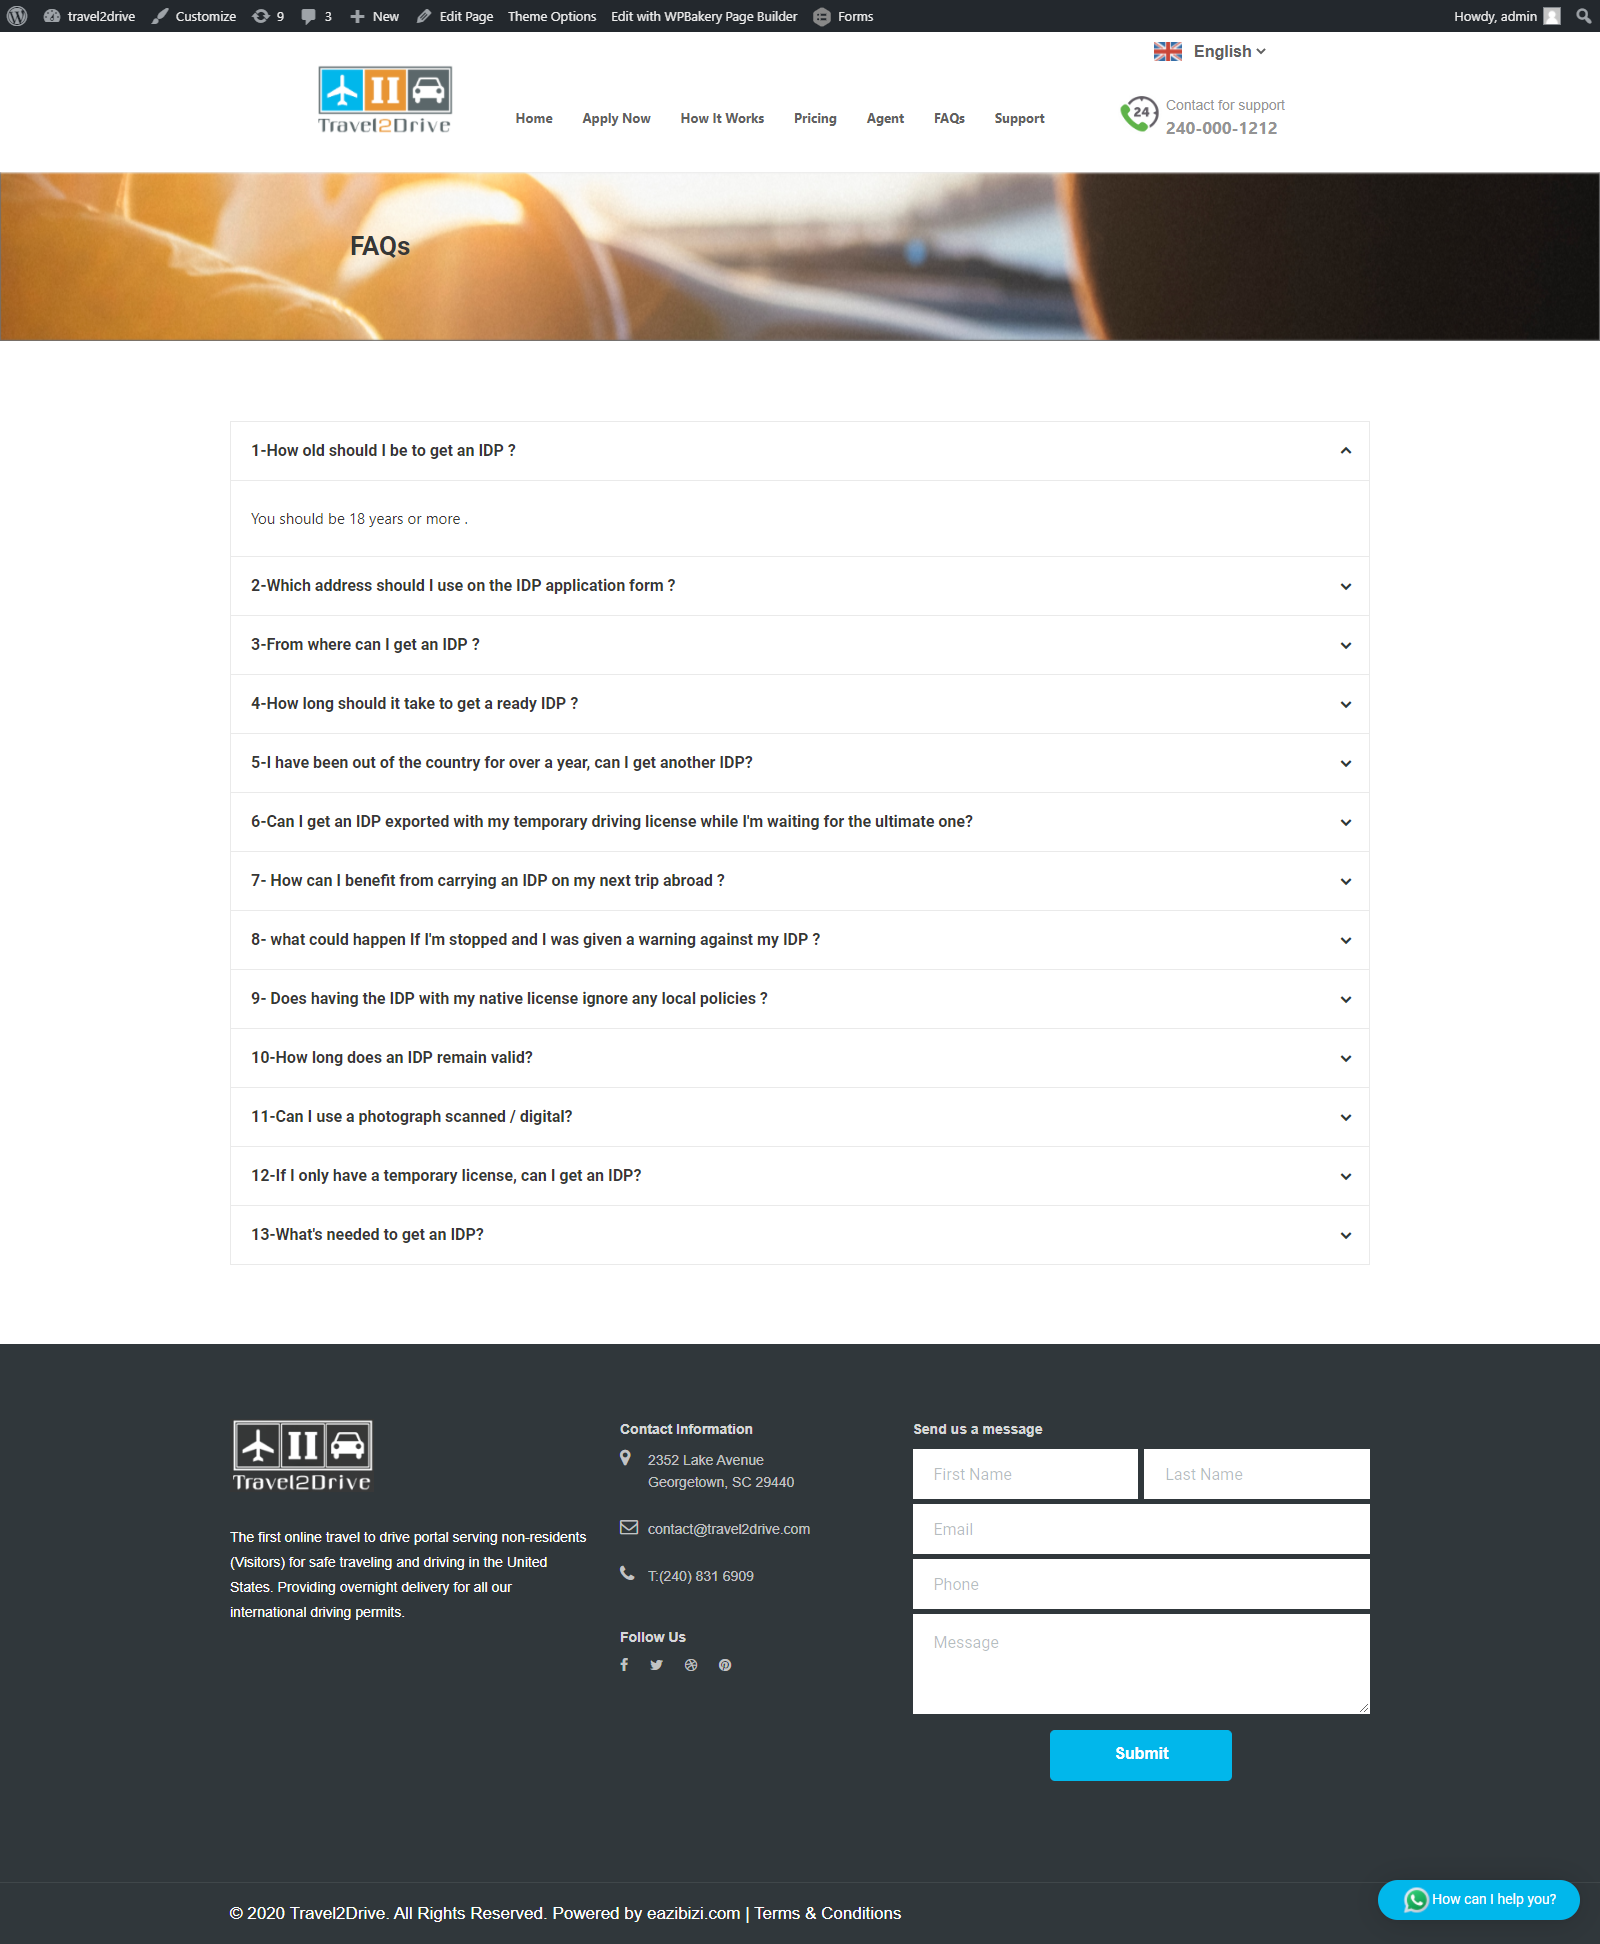 travel2drive Customize 9 3 New Edit Page Theme Options Edit with WPBakery Page Builder Forms Howdy, admin
English
Travel2Drive
Home Apply Now How It Works Pricing Agent FAQs Support
24
Contact for support
240-000-1212
FAQs
1-How old should I be to get an IDP ?
You should be 18 years or more .
2-Which address should I use on the IDP application form ?
3-From where can I get an IDP ?
4-How long should it take to get a ready IDP ?
5-I have been out of the country for over a year, can I get another IDP?
6-Can I get an IDP exported with my temporary driving license while I'm waiting for the ultimate one?
7- How can I benefit from carrying an IDP on my next trip abroad ?
8- what could happen If I'm stopped and I was given a warning against my IDP ?
9- Does having the IDP with my native license ignore any local policies ?
10-How long does an IDP remain valid?
11-Can I use a photograph scanned / digital?
12-If I only have a temporary license, can I get an IDP?
13-What's needed to get an IDP?
Travel2Drive
The first online travel to drive portal serving non-residents
(Visitors) for safe traveling and driving in the United
States. Providing overnight delivery for all our
international driving permits.
Contact Information
2352 Lake Avenue
Georgetown, SC 29440
contact@travel2drive.com
T:(240) 831 6909
Follow Us
Send us a message
First Name Last Name
Email
Phone
Message
Submit
How can I help you?
© 2020 Travel2Drive. All Rights Reserved. Powered by eazibizi.com | Terms & Conditions